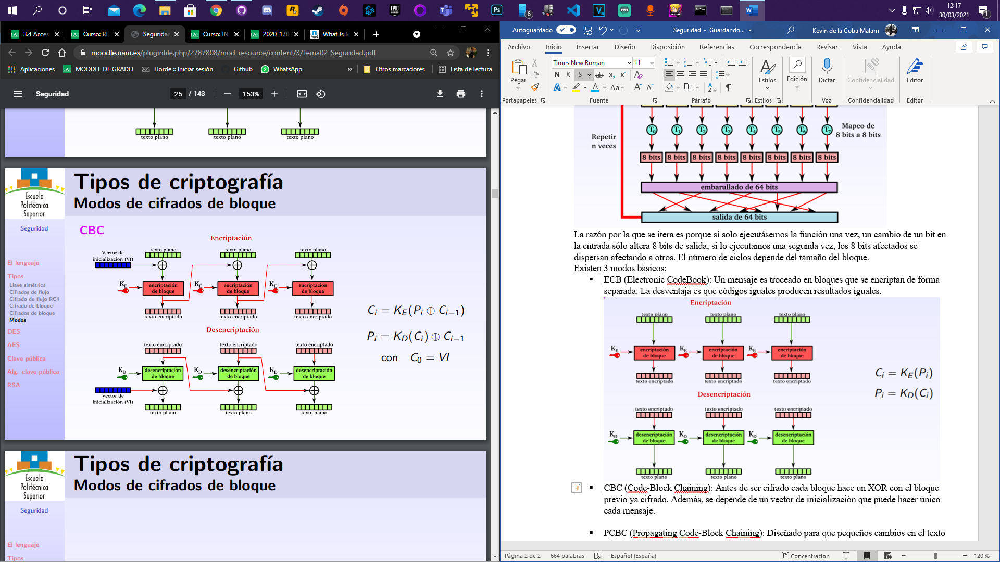 6
12:17
30/03/2021
1
3.4 Acces
Curso: RE
Seguridad
Curso: IN
2020_178
What Is M
moodle.uam.es/pluginfile.php/2787808/mod_resource/content/3/Tema02_Seguridad.pdf
Aplicaciones
MOODLE DE GRADO
Horde :: Iniciar sesión
Github
WhatsApp
»
Otros marcadores
Lista de lectura
Seguridad
25 / 143
153%
texto plano texto plano texto plano
Escuela
Politécnica
Superior
Tipos de criptografía
Modos de cifrados de bloque
Seguridad
El lenguaje
Tipos
Llave simétrica
Cifrados de flujo
Cifrado de flujo RC4
Cifrado de bloque
Cifrados de bloque
Modos
DES
AES
Clave pública
Alg. clave pública
RSA
CBC
Encriptación
Vector de
inicialización (VI)
texto plano texto plano texto plano
K_E K_E K_E
encriptación
de bloque
encriptación
de bloque
encriptación
de bloque
texto encriptado texto encriptado texto encriptado
Desencriptación
texto encriptado texto encriptado texto encriptado
K_D K_D K_D
desencriptación
de bloque
desencriptación
de bloque
desencriptación
de bloque
Vector de
inicialización (VI)
texto plano texto plano texto plano
C_i = K_E(P_i ⊕ C_{i−1})
P_i = K_D(C_i) ⊕ C_{i−1}
con C_0 = VI
Escuela
Politécnica
Superior
Tipos de criptografía
Modos de cifrados de bloque
Seguridad
El lenguaje
Tipos
Autoguardado
Seguridad - Guardando...
Kevin de la Coba Malam
Archivo Inicio Insertar Diseño Disposición Referencias Correspondencia Revisar Vista Ayuda
Pegar
Times New Roman 11
N K S ab x₂ x²
A A Aa A A
Estilos
Edición
Dictar
Confidencialidad
Editor
Portapapeles Fuente Párrafo Estilos Voz Confidencialidad Editor
Repetir
n veces
T0 T1 T2 T3 T4 T5 T6 T7
Mapeo de
8 bits a 8 bits
8 bits 8 bits 8 bits 8 bits 8 bits 8 bits 8 bits 8 bits
embarullado de 64 bits
salida de 64 bits
La razón por la que se itera es porque si solo ejecutásemos la función una vez, un cambio de un bit en
la entrada sólo altera 8 bits de salida, si lo ejecutamos una segunda vez, los 8 bits afectados se
dispersan afectando a otros. El número de ciclos depende del tamaño del bloque.
Existen 3 modos básicos:
▪ ECB (Electronic CodeBook): Un mensaje es troceado en bloques que se encriptan de forma
separada. La desventaja es que códigos iguales producen resultados iguales.
Encriptación
texto plano texto plano texto plano
K_E K_E K_E
encriptación
de bloque
encriptación
de bloque
encriptación
de bloque
texto encriptado texto encriptado texto encriptado
Desencriptación
texto encriptado texto encriptado texto encriptado
K_D K_D K_D
desencriptación
de bloque
desencriptación
de bloque
desencriptación
de bloque
texto plano texto plano texto plano
C_i = K_E(P_i)
P_i = K_D(C_i)
▪ CBC (Code-Block Chaining): Antes de ser cifrado cada bloque hace un XOR con el bloque
previo ya cifrado. Además, se depende de un vector de inicialización que puede hacer único
cada mensaje.
▪ PCBC (Propagating Code-Block Chaining): Diseñado para que pequeños cambios en el texto
Página 2 de 2
664 palabras
Español (España)
Concentración
120 %